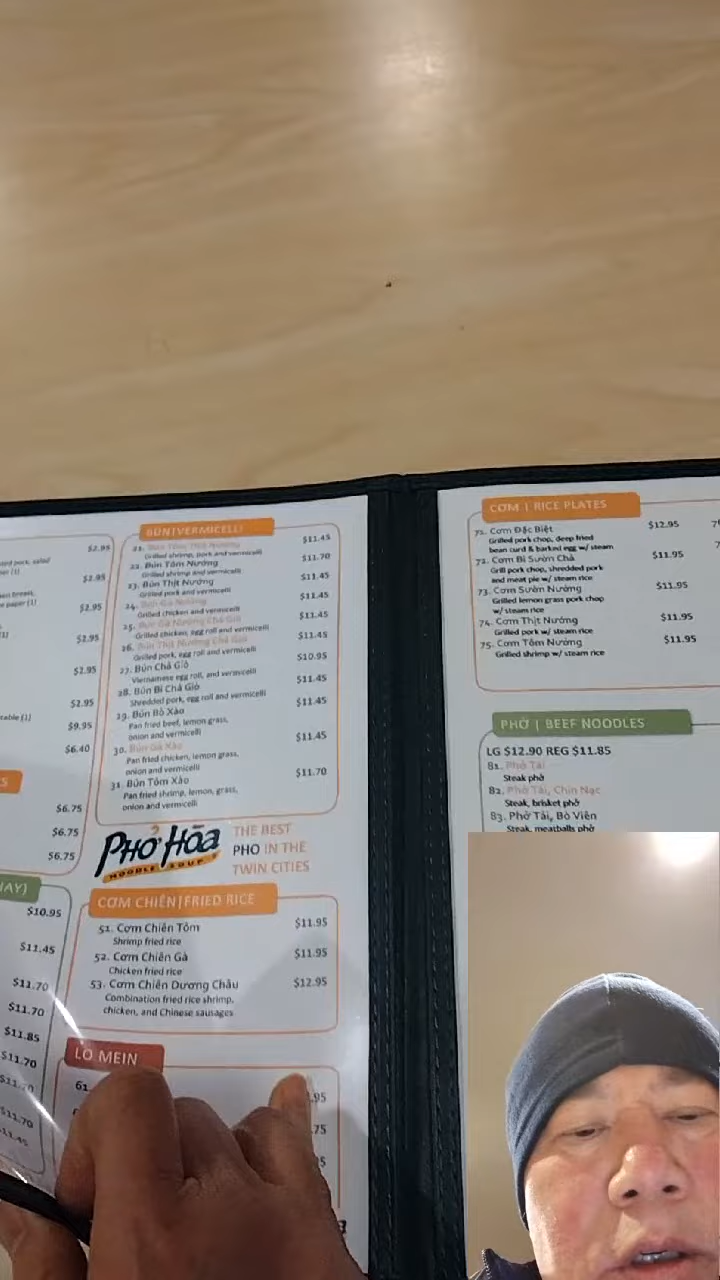 $2.95
$2.95
$2.95
$2.95
$2.95
$2.95
$9.95
$6.40
$6.75
$6.75
$6.75
$10.95
$11.45
$11.70
$11.70
$11.85
$11.70
$11.70
$11.70
BÚN|VERMICELLI
21. Bún Tôm Thịt Nướng $11.45
Grilled shrimp, pork and vermicelli
22. Bún Tôm Nướng $11.70
Grilled shrimp and vermicelli
23. Bún Thịt Nướng $11.45
Grilled pork and vermicelli
24. Bún Gà Nướng $11.45
Grilled chicken and vermicelli
25. Bún Gà Nướng Chả Giò $11.45
Grilled chicken, egg roll and vermicelli
26. Bún Thịt Nướng Chả Giò $11.45
Grilled pork, egg roll and vermicelli
27. Bún Chả Giò $10.95
Vietnamese egg roll, and vermicelli
28. Bún Bì Chả Giò $11.45
Shredded pork, egg roll and vermicelli
29. Bún Bò Xào $11.45
Pan fried beef, lemon grass,
onion and vermicelli
30. Bún Gà Xào $11.45
Pan fried chicken, lemon grass,
onion and vermicelli
31. Bún Tôm Xào $11.70
Pan fried shrimp, lemon, grass,
onion and vermicelli
PHỞ HÒA
NOODLE SOUP
THE BEST
PHO IN THE
TWIN CITIES
CƠM CHIÊN|FRIED RICE
51. Cơm Chiên Tôm $11.95
Shrimp fried rice
52. Cơm Chiên Gà $11.95
Chicken fried rice
53. Cơm Chiên Dương Châu $12.95
Combination fried rice shrimp,
chicken, and Chinese sausages
LO MEIN
61.
CƠM | RICE PLATES
71. Cơm Đặc Biệt $12.95
Grilled pork chop, deep fried
bean curd & barked egg w/ steam
72. Cơm Bì Sườn Chả $11.95
Grill pork chop, shredded pork
and meat pie w/ steam rice
73. Cơm Sườn Nướng $11.95
Grilled lemon grass pork chop
w/ steam rice
74. Cơm Thịt Nướng $11.95
Grilled pork w/ steam rice
75. Cơm Tôm Nướng $11.95
Grilled shrimp w/ steam rice
PHỞ | BEEF NOODLES
LG $12.90 REG $11.85
81. Phở Tái
Steak phở
82. Phở Tái, Chín Nạc
Steak, brisket phở
83. Phở Tái, Bò Viên
Steak, meatballs phở